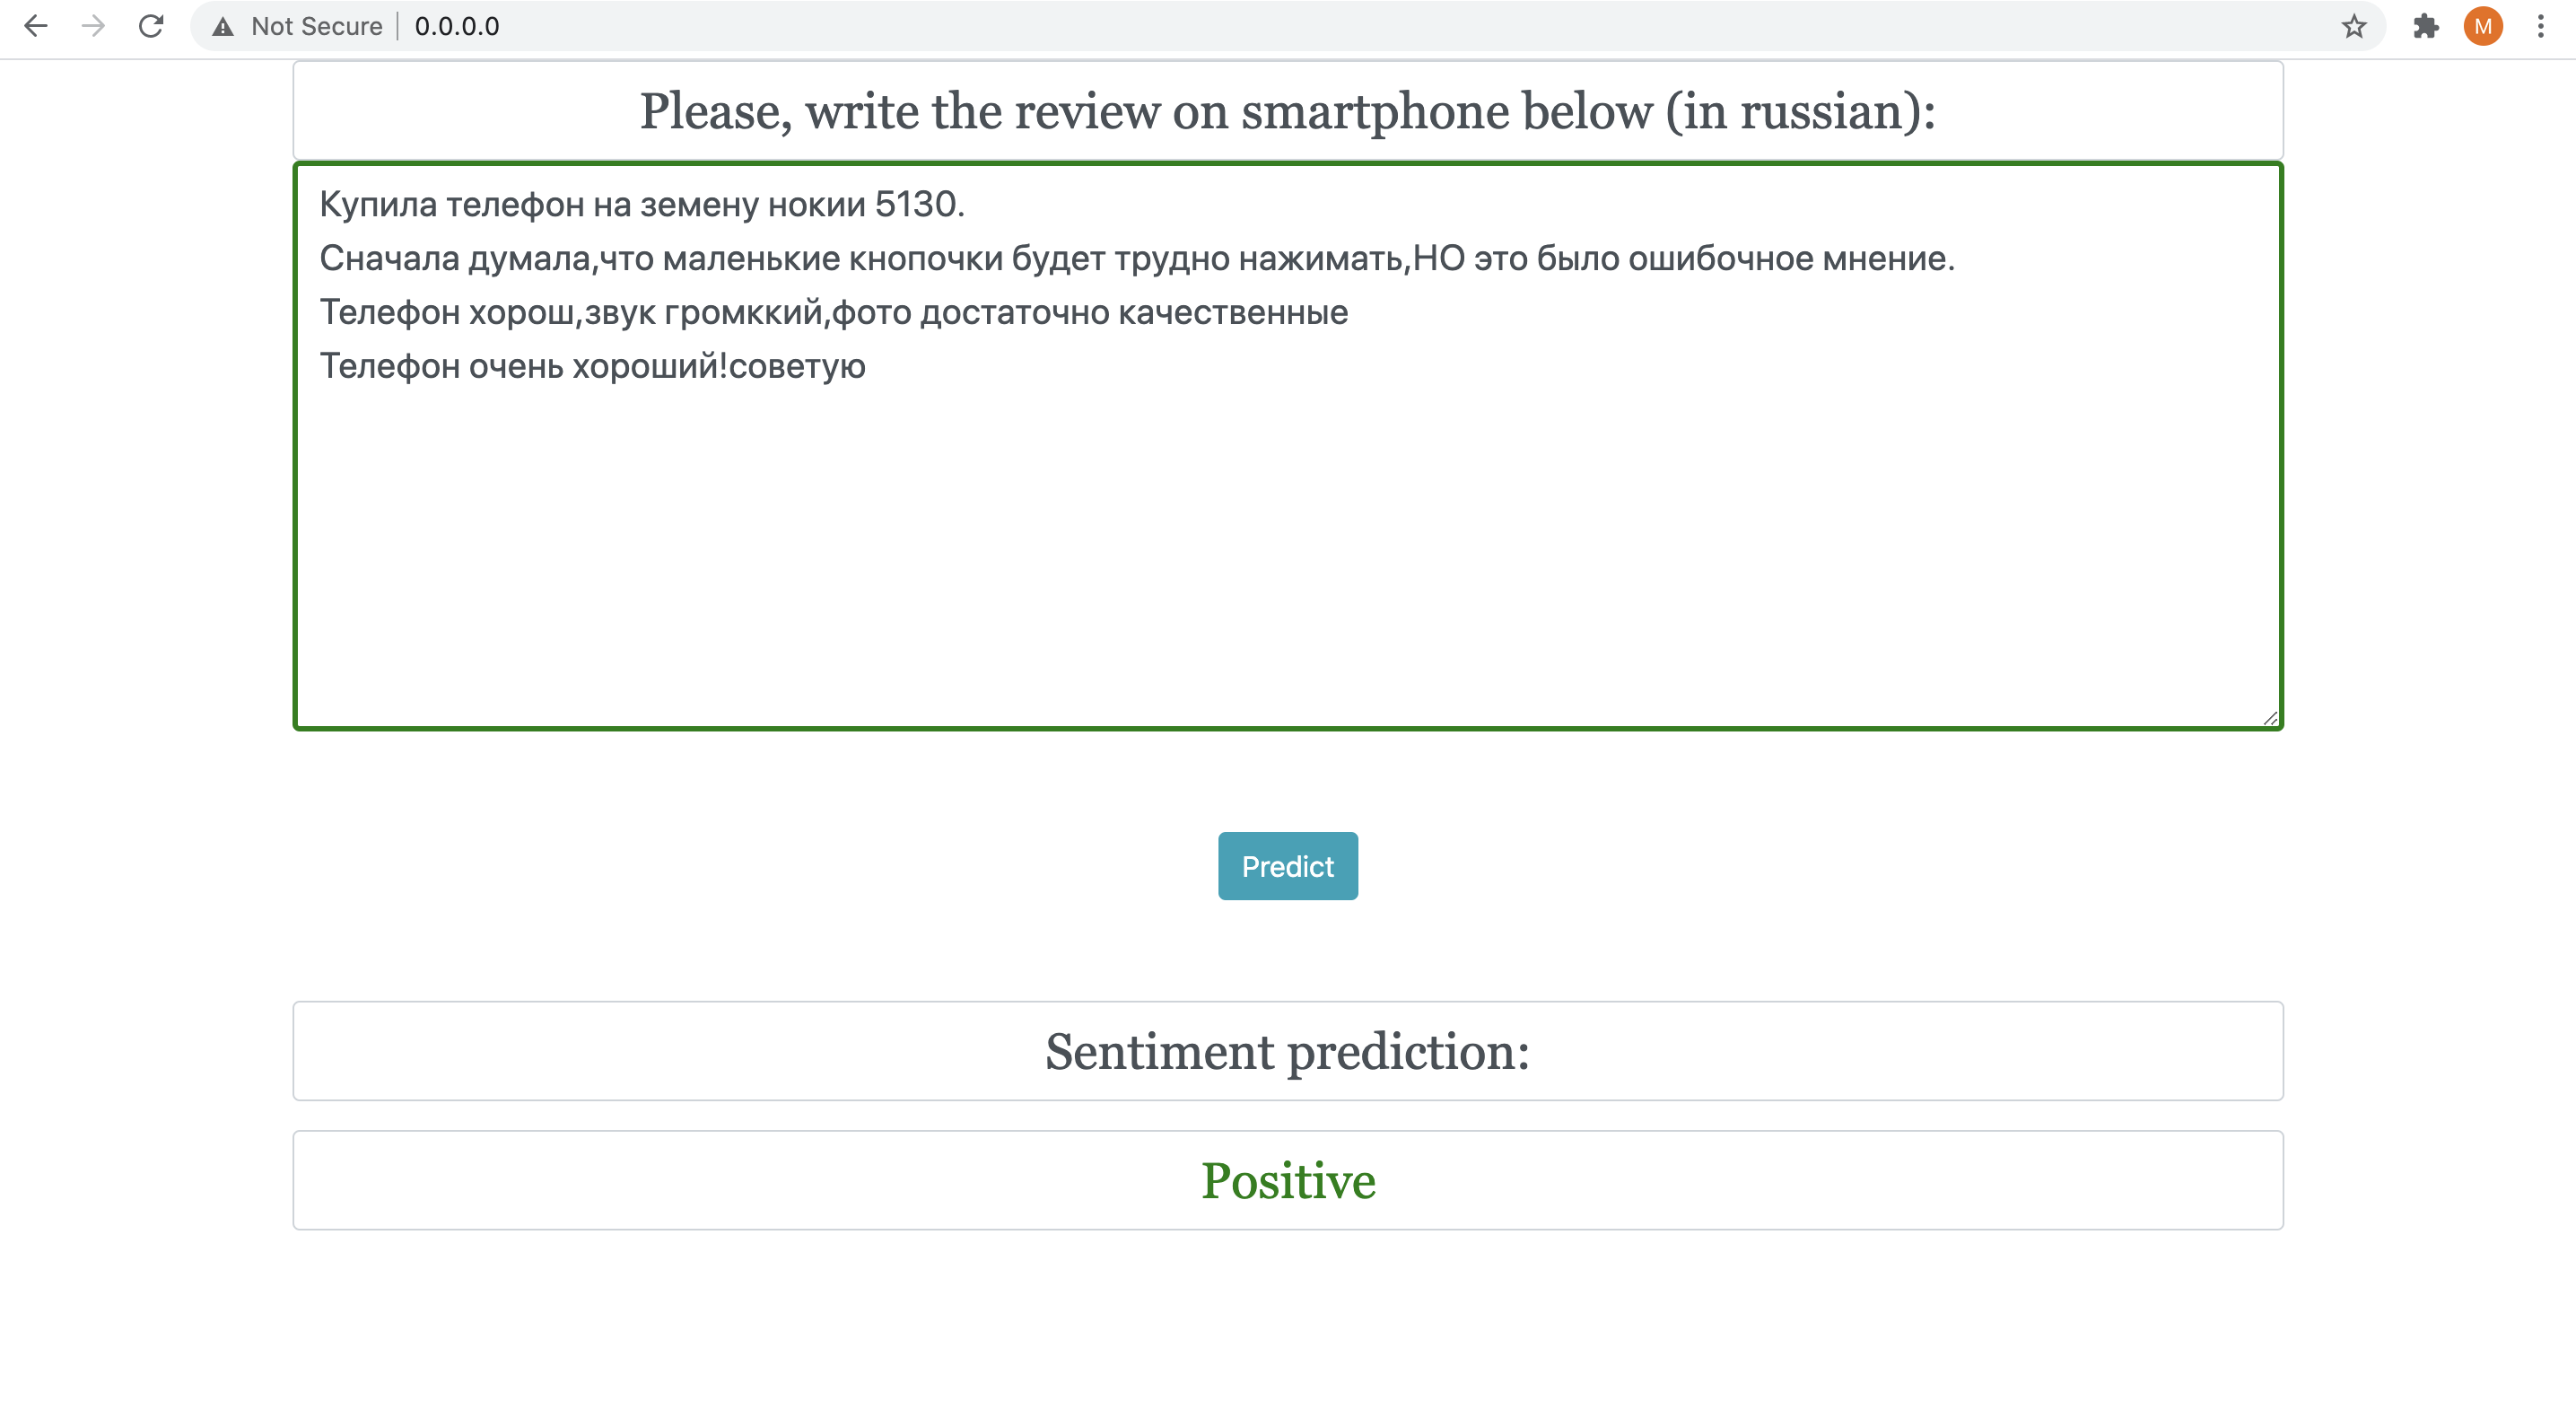 Not Secure | 0.0.0.0
M
Please, write the review on smartphone below (in russian):
Купила телефон на земену нокии 5130.
Сначала думала,что маленькие кнопочки будет трудно нажимать,НО это было ошибочное мнение.
Телефон хорош,звук громккий,фото достаточно качественные
Телефон очень хороший!советую
Predict
Sentiment prediction:
Positive